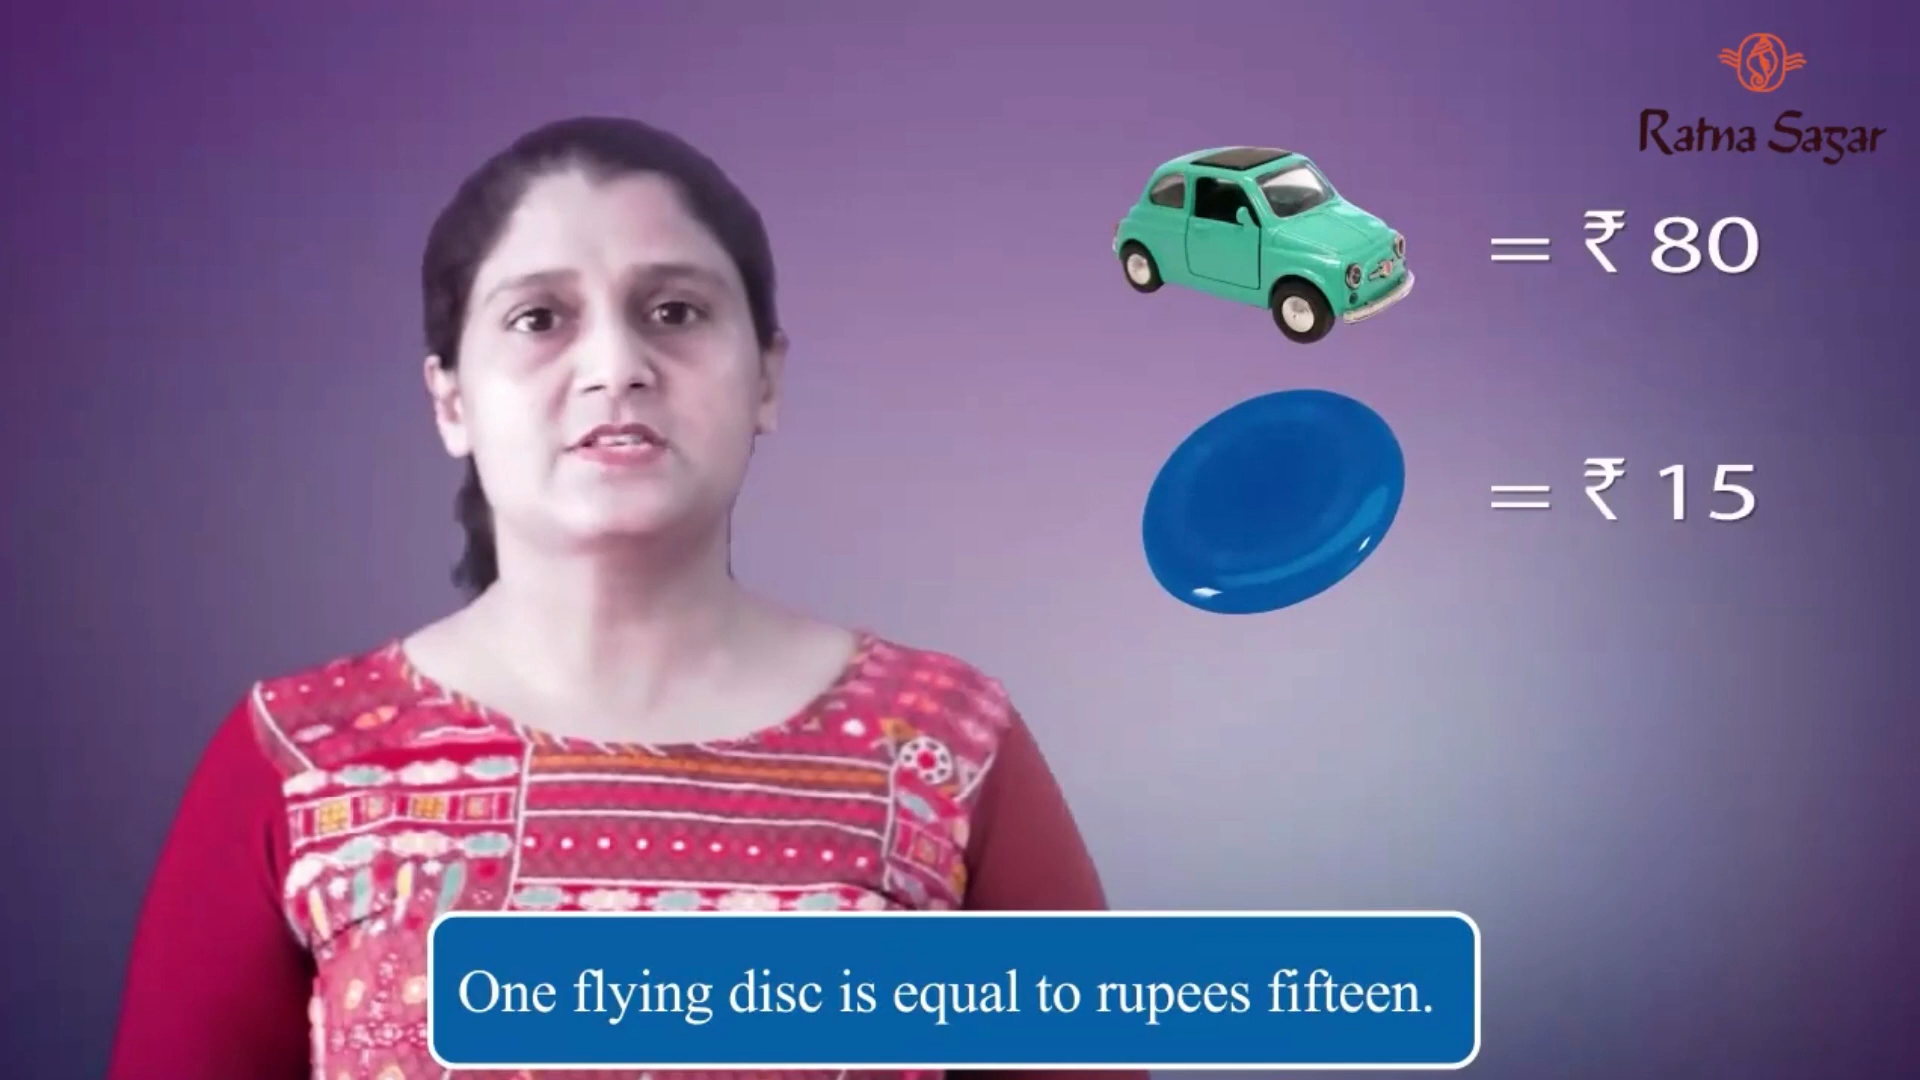 Ratna Sagar
= ₹ 80
= ₹ 15
One flying disc is equal to rupees fifteen.